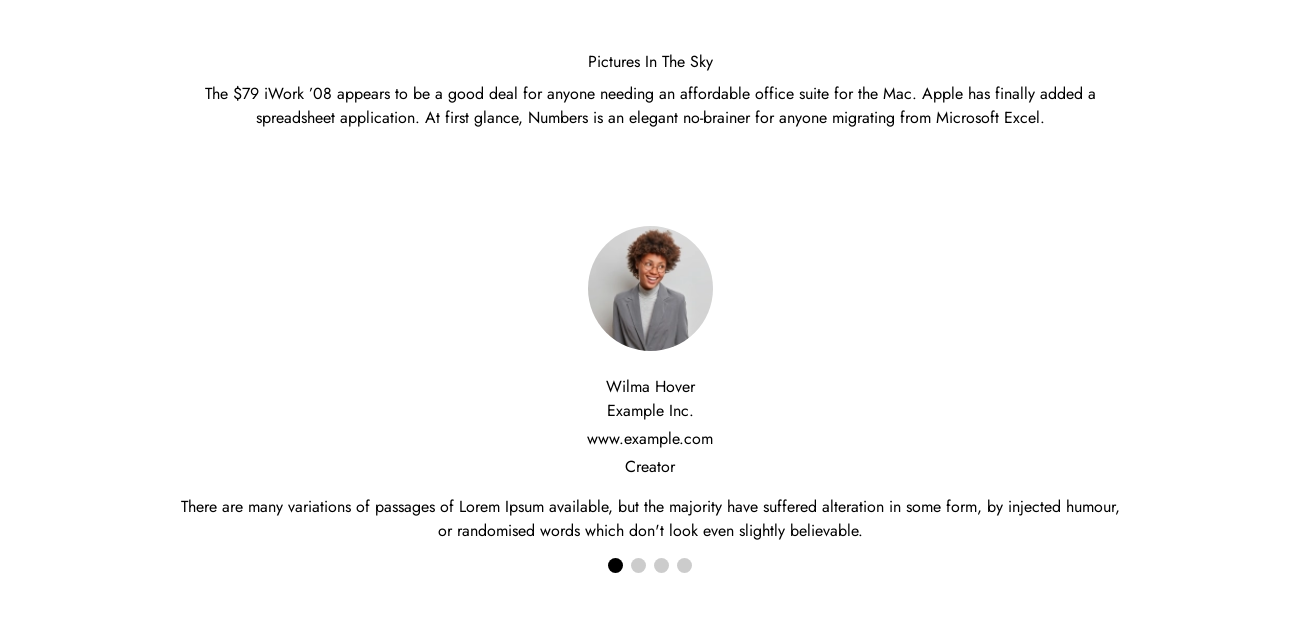 Pictures In The Sky
The $79 iWork ’08 appears to be a good deal for anyone needing an affordable office suite for the Mac. Apple has finally added a
spreadsheet application. At first glance, Numbers is an elegant no-brainer for anyone migrating from Microsoft Excel.
Wilma Hover
Example Inc.
www.example.com
Creator
There are many variations of passages of Lorem Ipsum available, but the majority have suffered alteration in some form, by injected humour,
or randomised words which don't look even slightly believable.